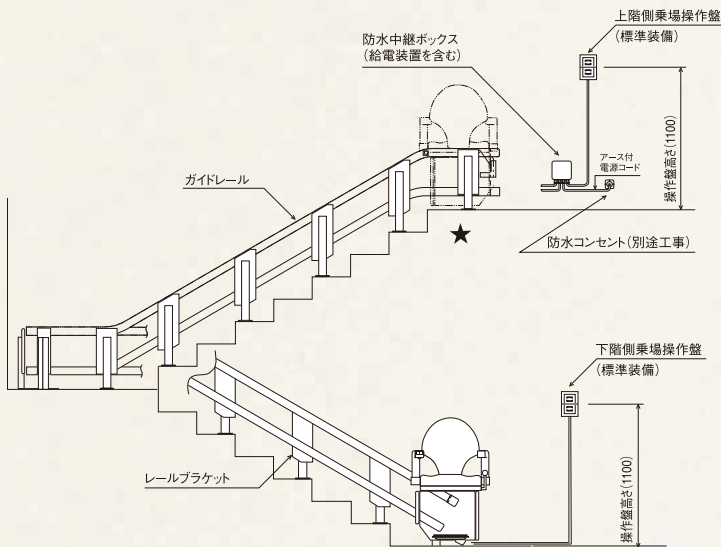 上階側乗場操作盤
(標準装備)
防水中継ボックス
(給電装置を含む)
操作盤高さ(1100)
アース付
電源コード
ガイドレール
★
防水コンセント(別途工事)
下階側乗場操作盤
(標準装備)
操作盤高さ(1100)
レールブラケット